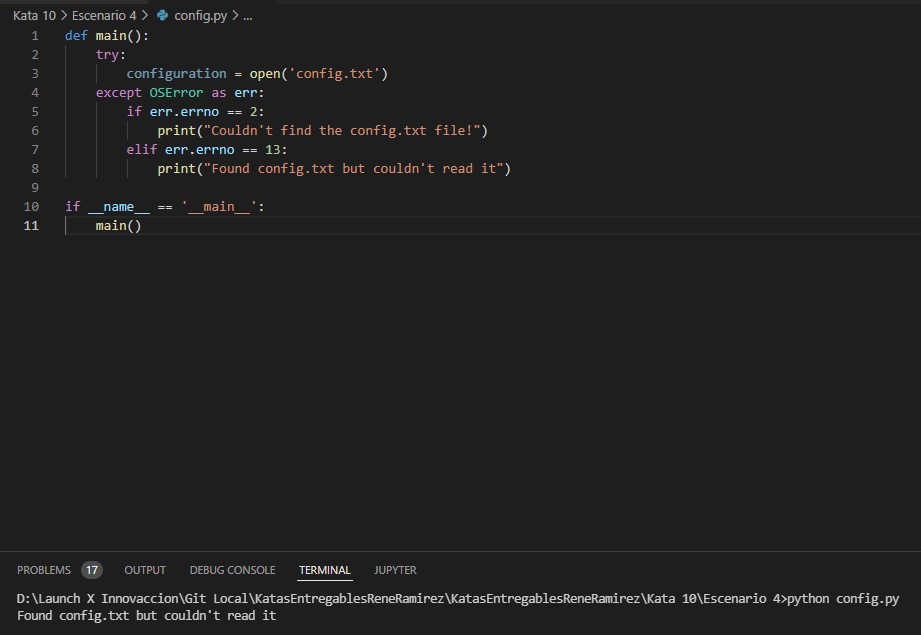 Kata 10 > Escenario 4 > config.py > ...
1 def main():
2     try:
3         configuration = open('config.txt')
4     except OSError as err:
5         if err.errno == 2:
6             print("Couldn't find the config.txt file!")
7         elif err.errno == 13:
8             print("Found config.txt but couldn't read it")
9
10 if __name__ == '__main__':
11     main()
PROBLEMS 17 OUTPUT DEBUG CONSOLE TERMINAL JUPYTER
D:\Launch X Innovaccion\Git Local\KatasEntregablesReneRamirez\KatasEntregablesReneRamirez\Kata 10\Escenario 4>python config.py
Found config.txt but couldn't read it